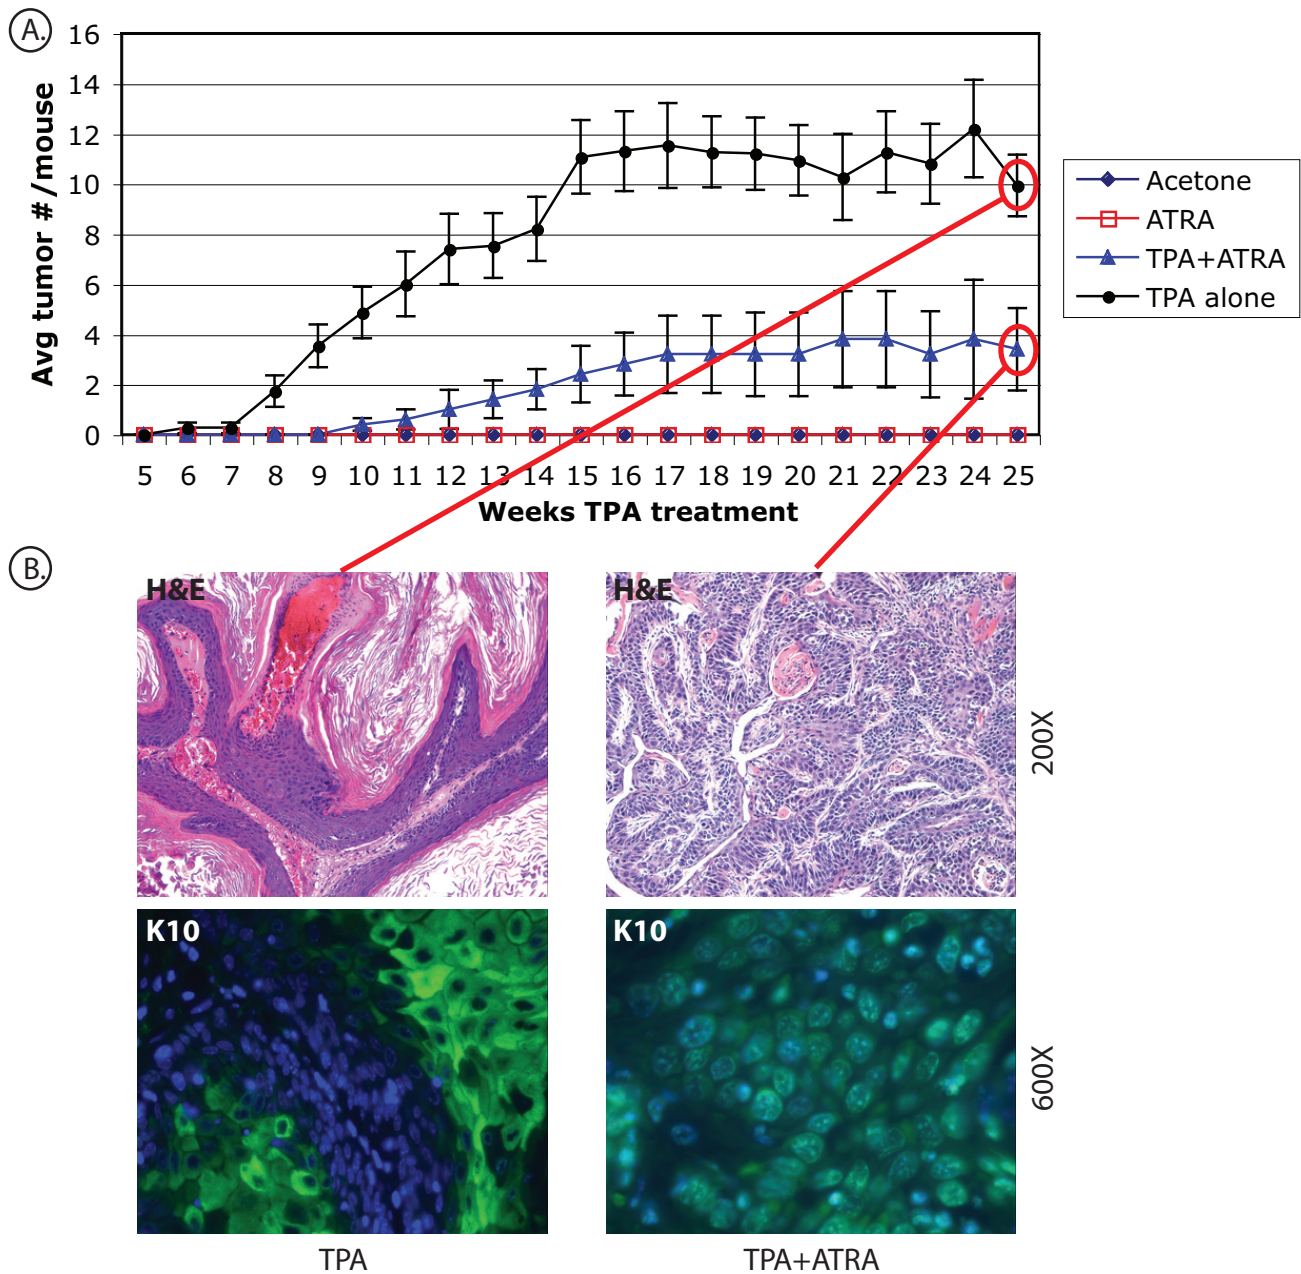 A.
Avg tumor #/mouse
16
14
12
10
8
6
4
2
0
5 6 7 8 9 10 11 12 13 14 15 16 17 18 19 20 21 22 23 24 25
Weeks TPA treatment
Acetone
ATRA
TPA+ATRA
TPA alone
B.
H&E
H&E
200X
K10
K10
600X
TPA
TPA+ATRA